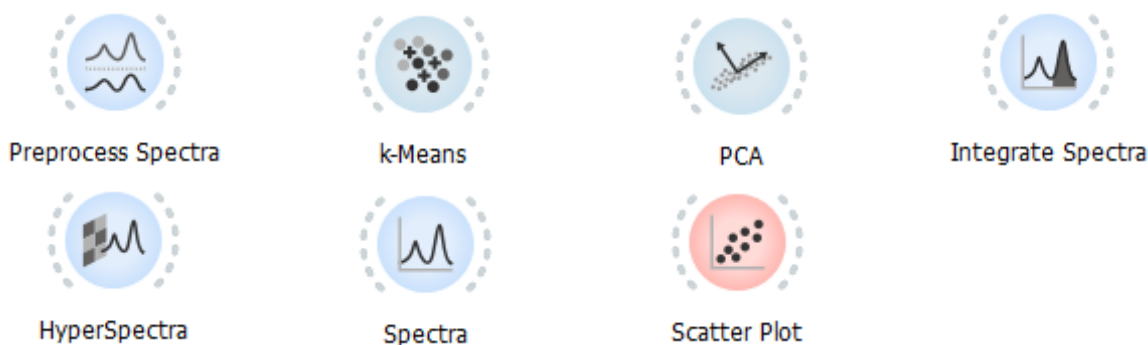 Preprocess Spectra
k-Means
PCA
Integrate Spectra
HyperSpectra
Spectra
Scatter Plot